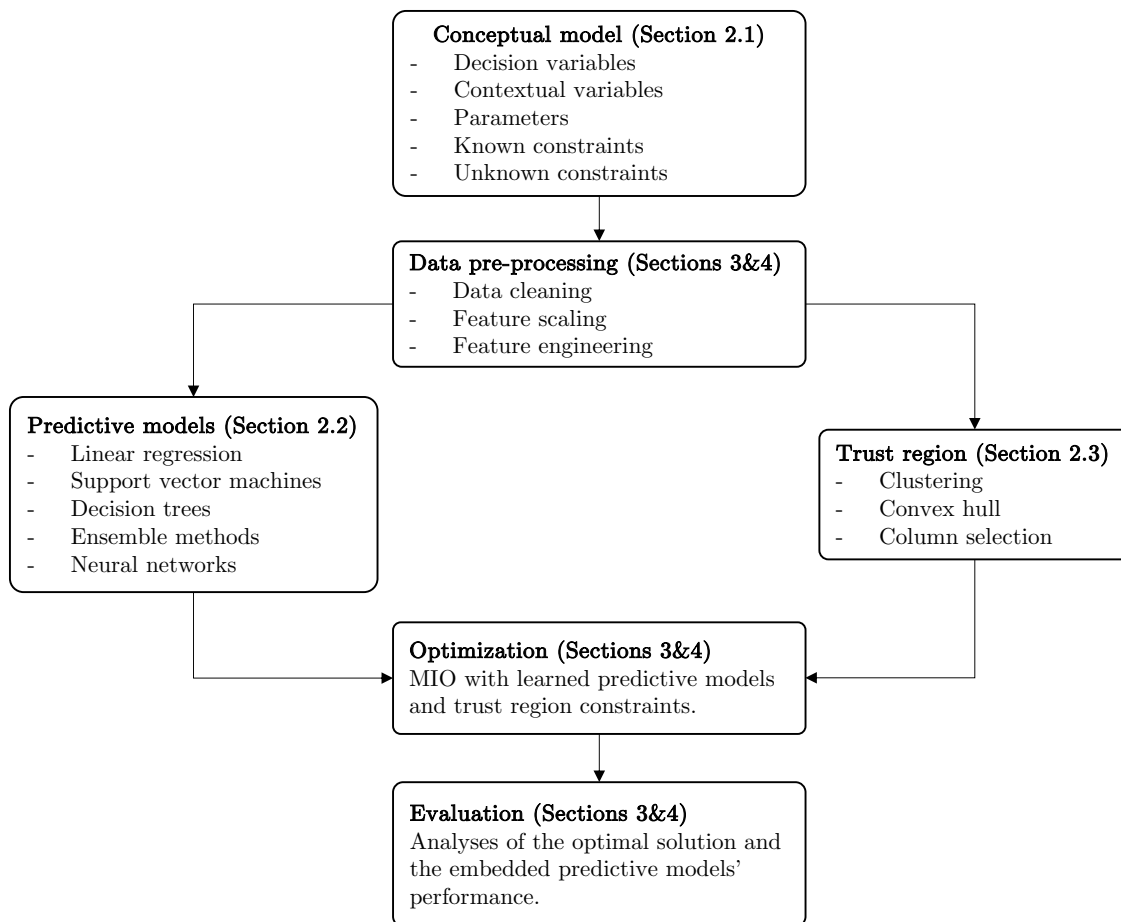 Conceptual model (Section 2.1)
- Decision variables
- Contextual variables
- Parameters
- Known constraints
- Unknown constraints
Data pre-processing (Sections 3&4)
- Data cleaning
- Feature scaling
- Feature engineering
Predictive models (Section 2.2)
- Linear regression
- Support vector machines
- Decision trees
- Ensemble methods
- Neural networks
Trust region (Section 2.3)
- Clustering
- Convex hull
- Column selection
Optimization (Sections 3&4)
MIO with learned predictive models
and trust region constraints.
Evaluation (Sections 3&4)
Analyses of the optimal solution and
the embedded predictive models'
performance.